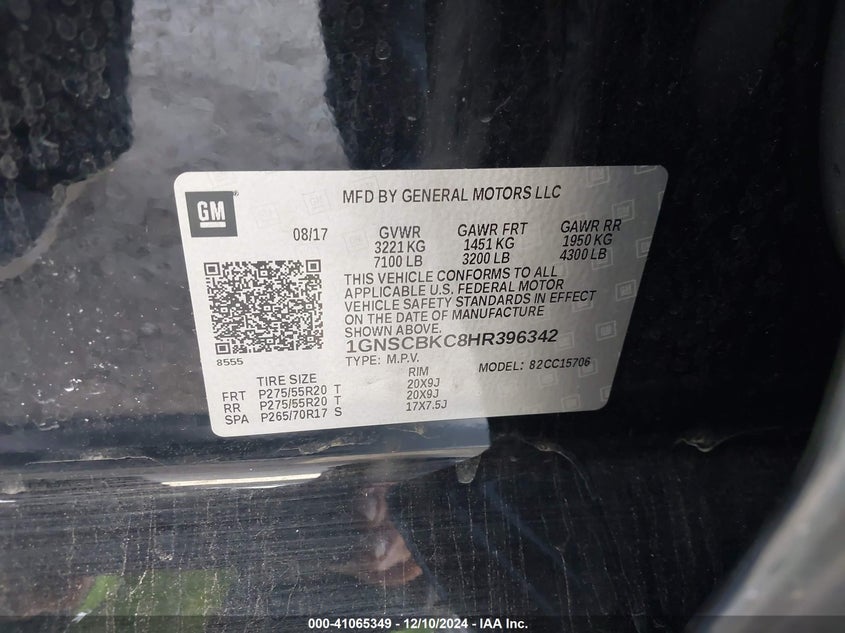 GM
MFD BY GENERAL MOTORS LLC
08/17 GVWR GAWR FRT GAWR RR
3221 KG 1451 KG 1950 KG
7100 LB 3200 LB 4300 LB
THIS VEHICLE CONFORMS TO ALL
APPLICABLE U.S. FEDERAL MOTOR
VEHICLE SAFETY STANDARDS IN EFFECT
ON THE DATE OF MANUFACTURE
SHOWN ABOVE.
1GNSCBKC8HR396342
8555
TYPE: M.P.V. MODEL: 82CC15706
TIRE SIZE RIM
FRT P275/55R20 T 20X9J
RR P275/55R20 T 20X9J
SPA P265/70R17 S 17X7.5J
000-41065349 - 12/10/2024 - IAA Inc.